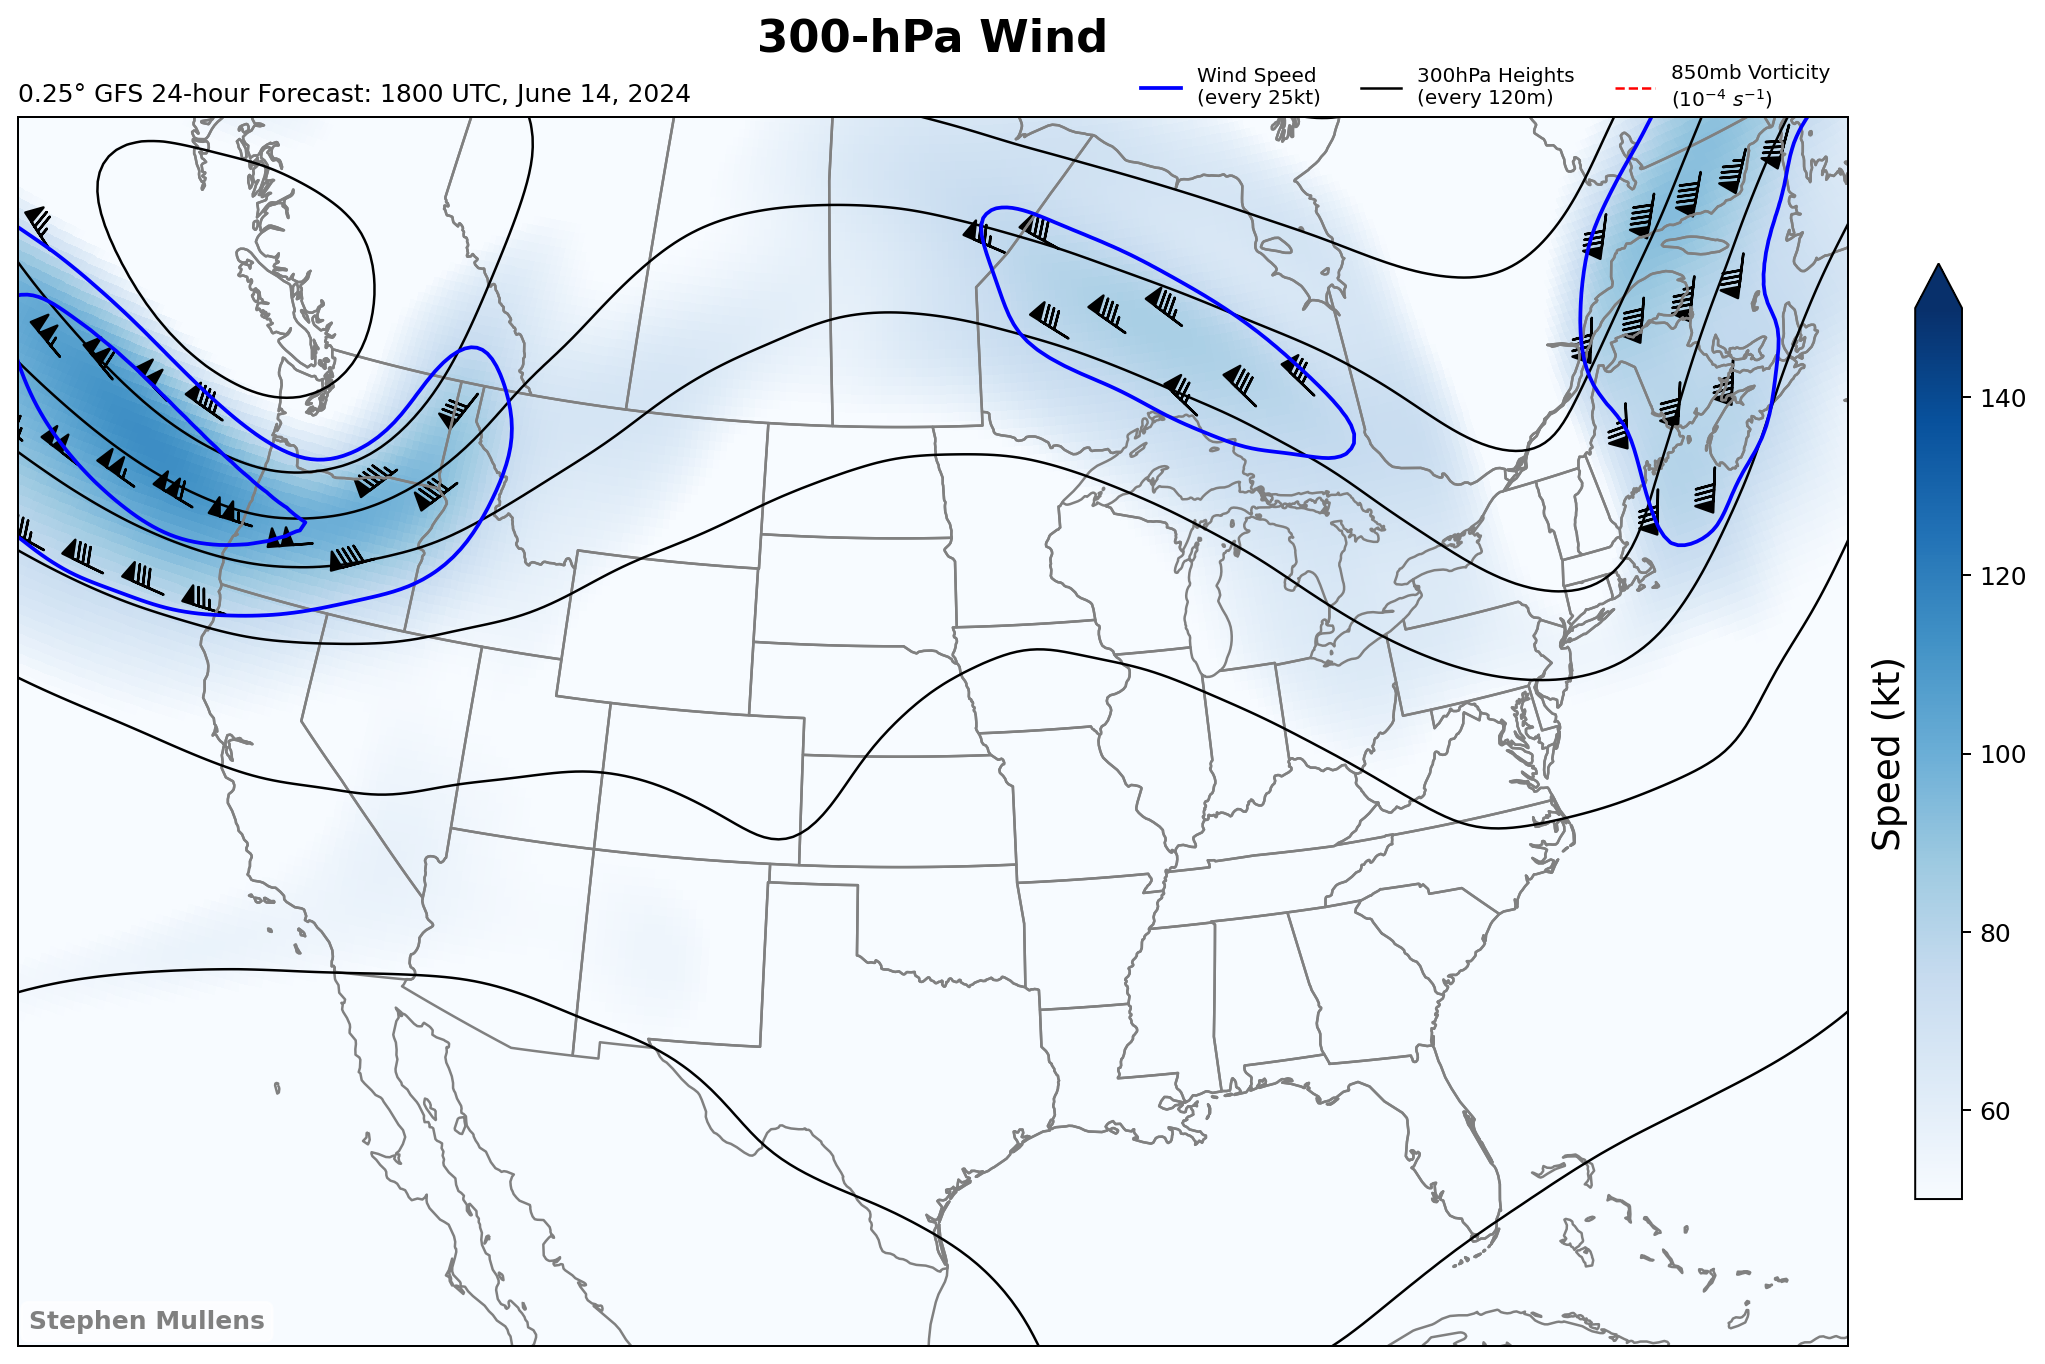 300-hPa Wind
0.25° GFS 24-hour Forecast: 1800 UTC, June 14, 2024
Wind Speed
(every 25kt)
300hPa Heights
(every 120m)
850mb Vorticity
(10⁻⁴ s⁻¹)
140
120
100
80
60
Speed (kt)
Stephen Mullens